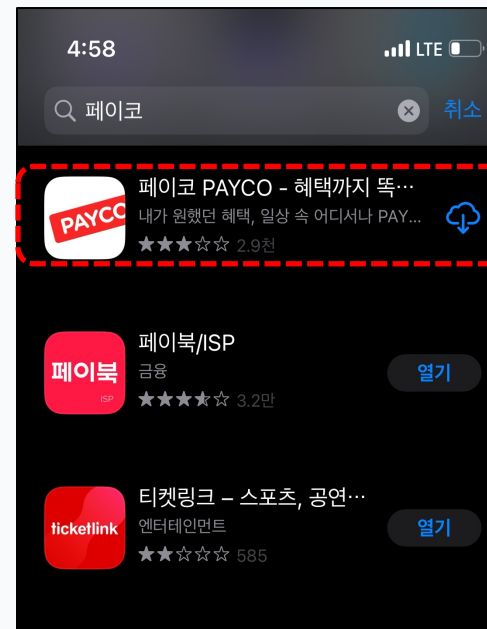 4:58
LTE
페이코
취소
페이코 PAYCO - 혜택까지 똑…
내가 원했던 혜택, 일상 속 어디서나 PAY...
PAYCO
2.9천
페이북/ISP
페이북
ISP
금융
열기
3.2만
티켓링크 – 스포츠, 공연…
ticketlink
엔터테인먼트
열기
585